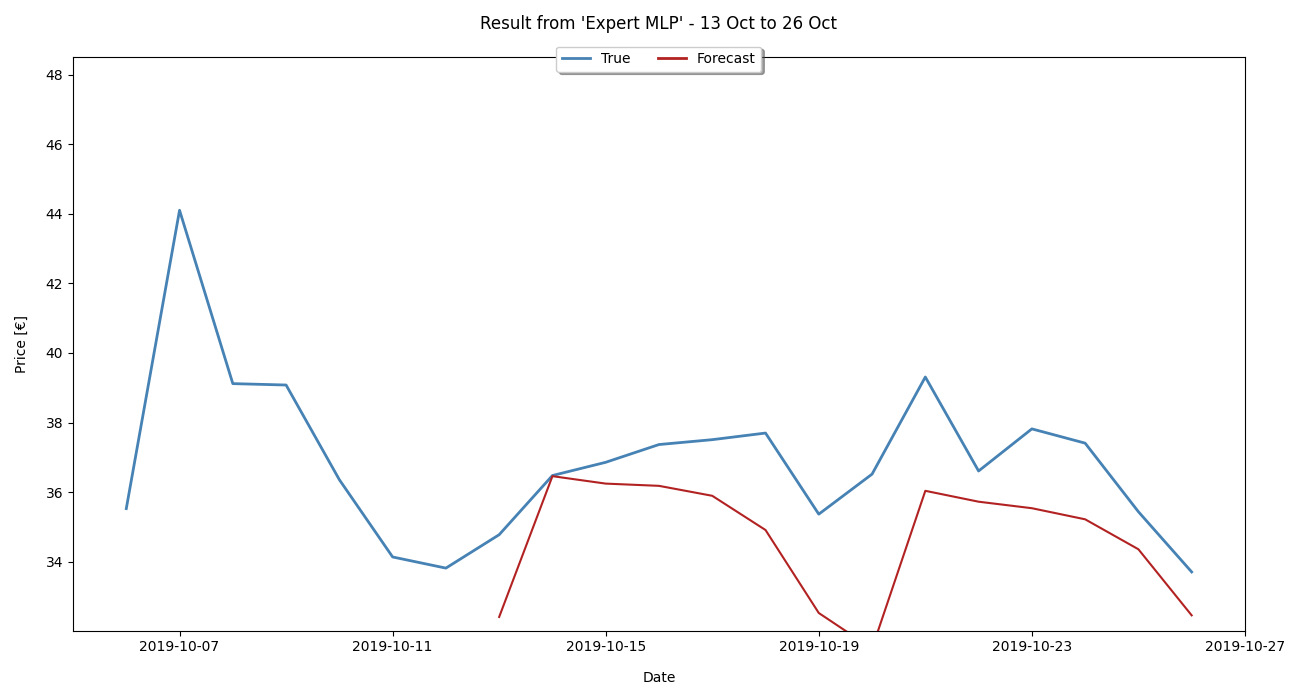 Result from 'Expert MLP' - 13 Oct to 26 Oct
True Forecast
48
46
44
42
40
38
36
34
Price [€]
2019-10-07 2019-10-11 2019-10-15 2019-10-19 2019-10-23 2019-10-27
Date